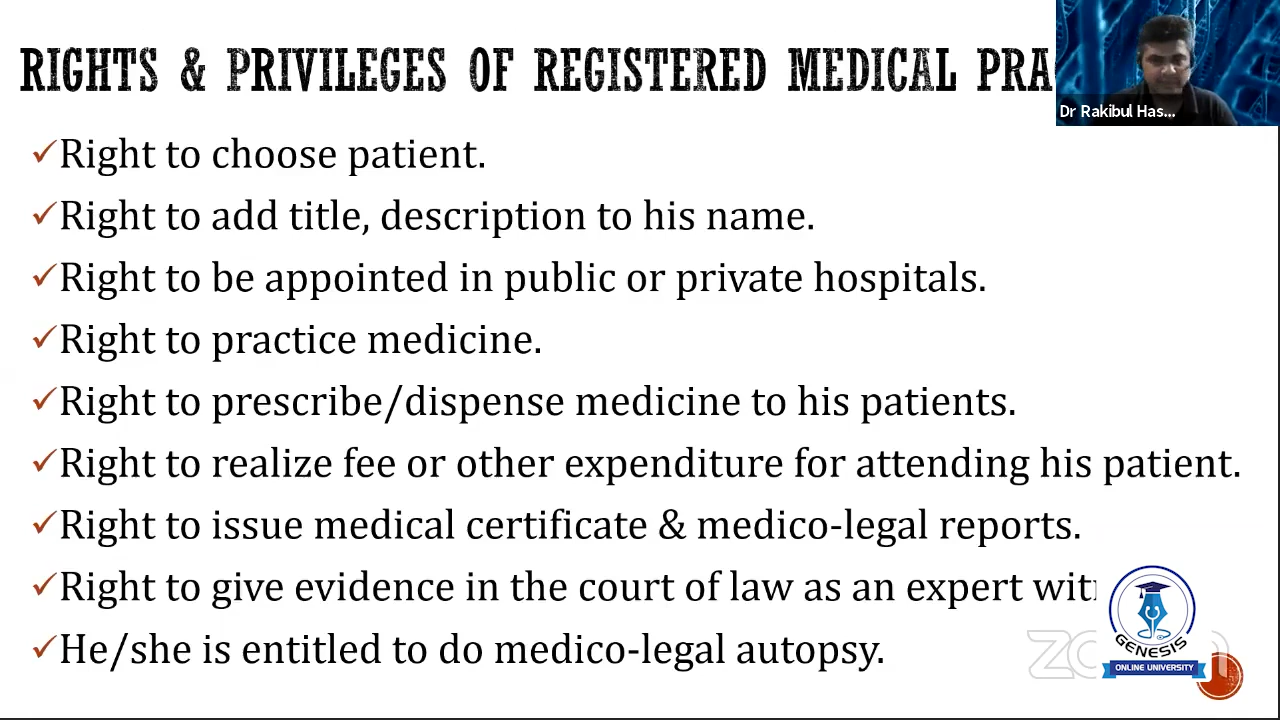 RIGHTS & PRIVILEGES OF REGISTERED MEDICAL PRA
Dr Rakibul Has...
✓Right to choose patient.
✓Right to add title, description to his name.
✓Right to be appointed in public or private hospitals.
✓Right to practice medicine.
✓Right to prescribe/dispense medicine to his patients.
✓Right to realize fee or other expenditure for attending his patient.
✓Right to issue medical certificate & medico-legal reports.
✓Right to give evidence in the court of law as an expert wit
✓He/she is entitled to do medico-legal autopsy.
GENESIS
ONLINE UNIVERSITY